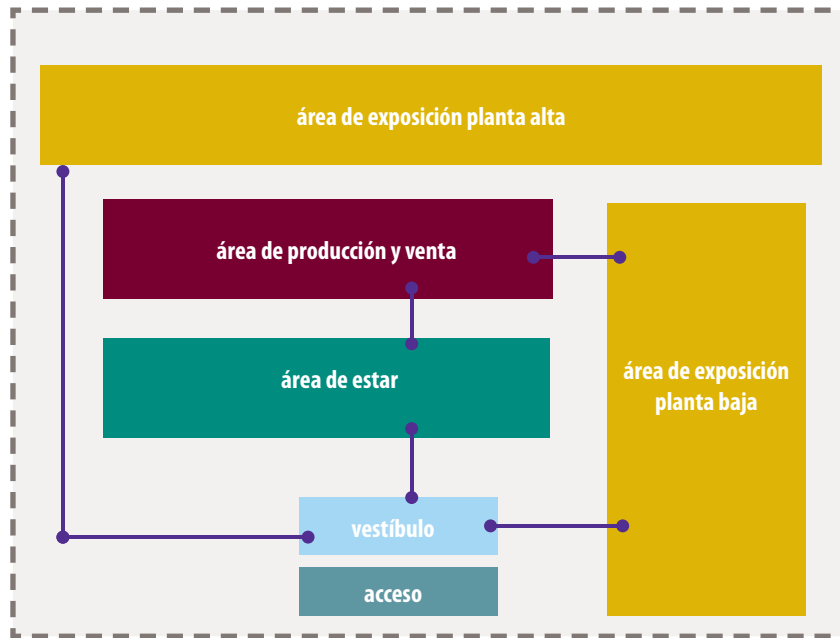 área de exposición planta alta
área de producción y venta
área de estar
área de exposición
planta baja
vestíbulo
acceso